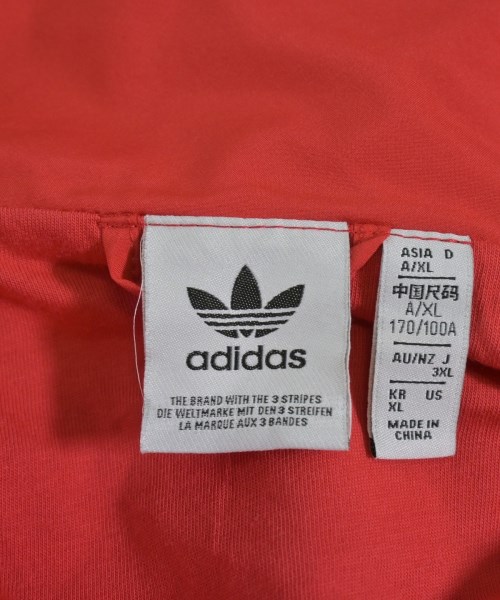 adidas
THE BRAND WITH THE 3 STRIPES
DIE WELTMARKE MIT DEN 3 STREIFEN
LA MARQUE AUX 3 BANDES
ASIA D
A/XL
中国尺码
A/XL
170/100A
AU/NZ J
3XL
KR US
XL
MADE IN
CHINA